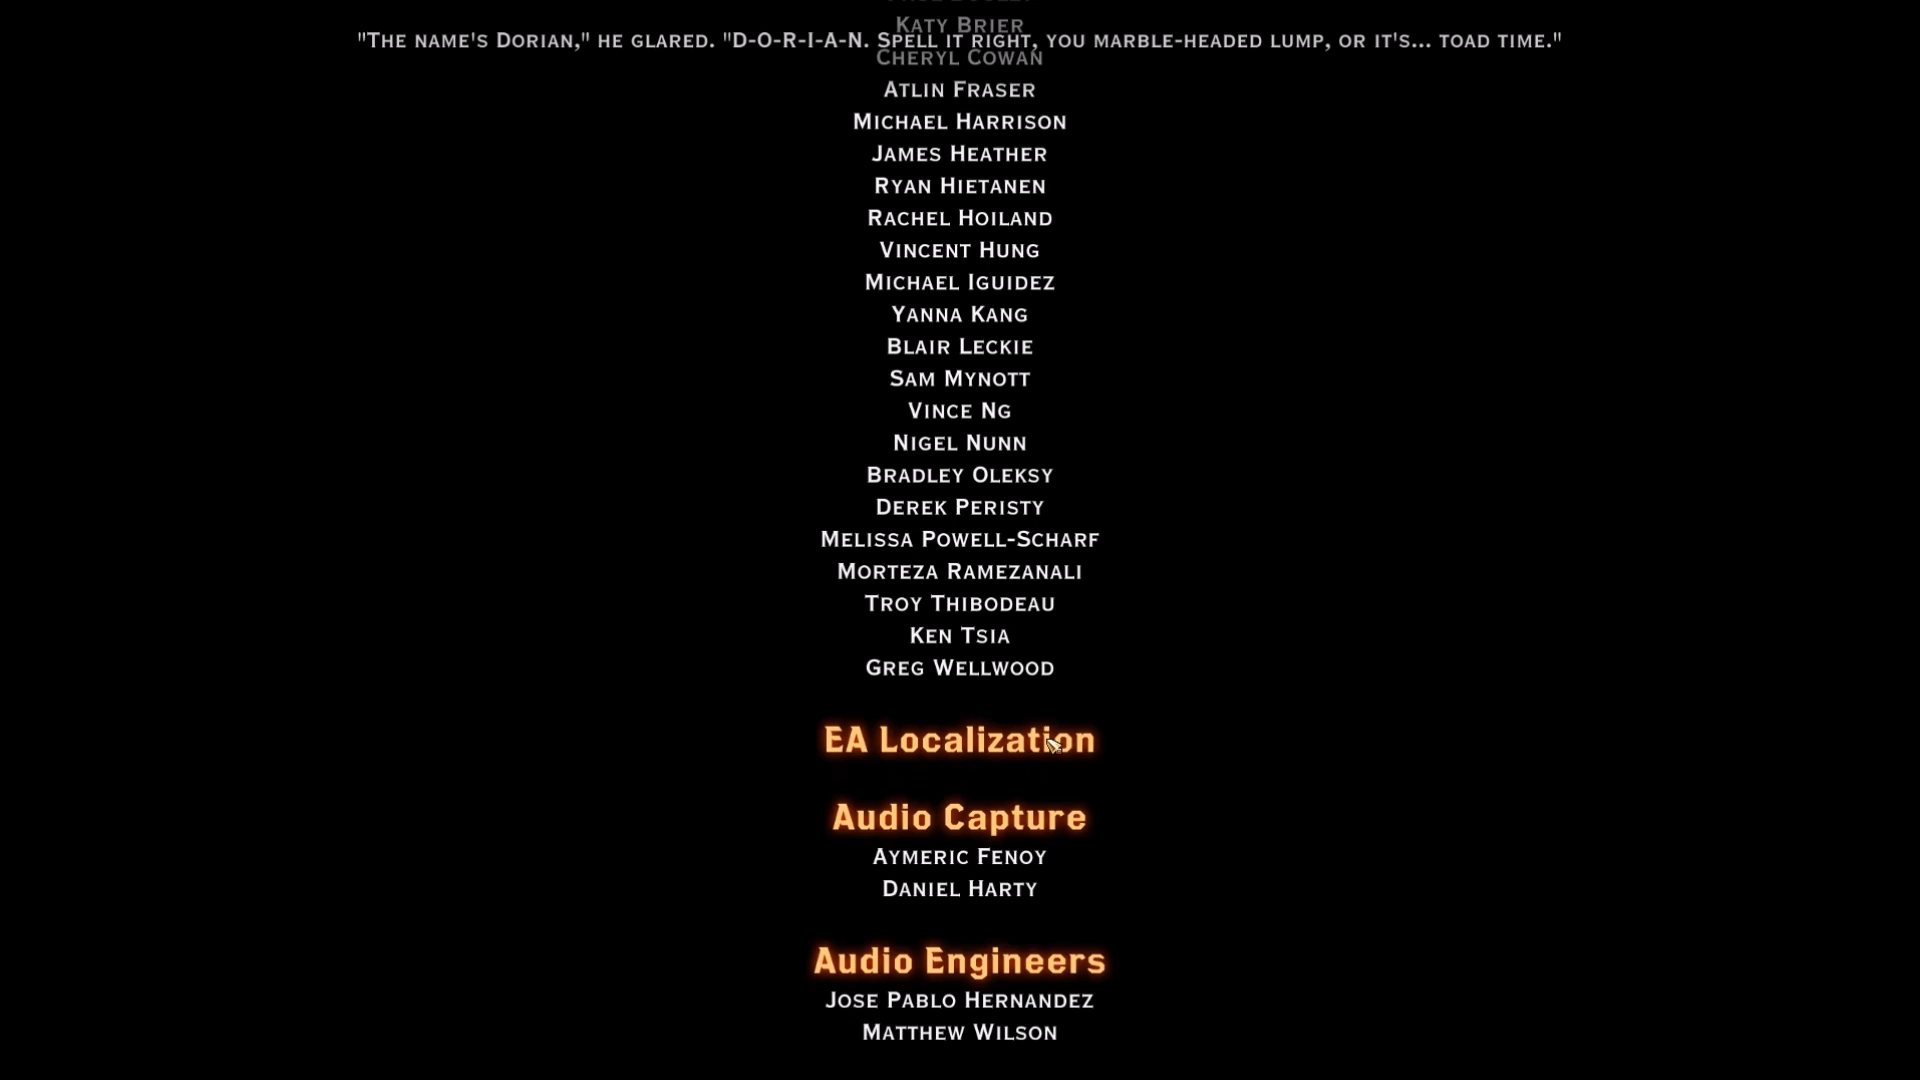 Katy Brier
"The name's Dorian," he glared. "D-O-R-I-A-N. Spell it right, you marble-headed lump, or it's... toad time."
Cheryl Cowan
Atlin Fraser
Michael Harrison
James Heather
Ryan Hietanen
Rachel Hoiland
Vincent Hung
Michael Iguidez
Yanna Kang
Blair Leckie
Sam Mynott
Vince Ng
Nigel Nunn
Bradley Oleksy
Derek Peristy
Melissa Powell-Scharf
Morteza Ramezanali
Troy Thibodeau
Ken Tsia
Greg Wellwood
EA Localization
Audio Capture
Aymeric Fenoy
Daniel Harty
Audio Engineers
Jose Pablo Hernandez
Matthew Wilson